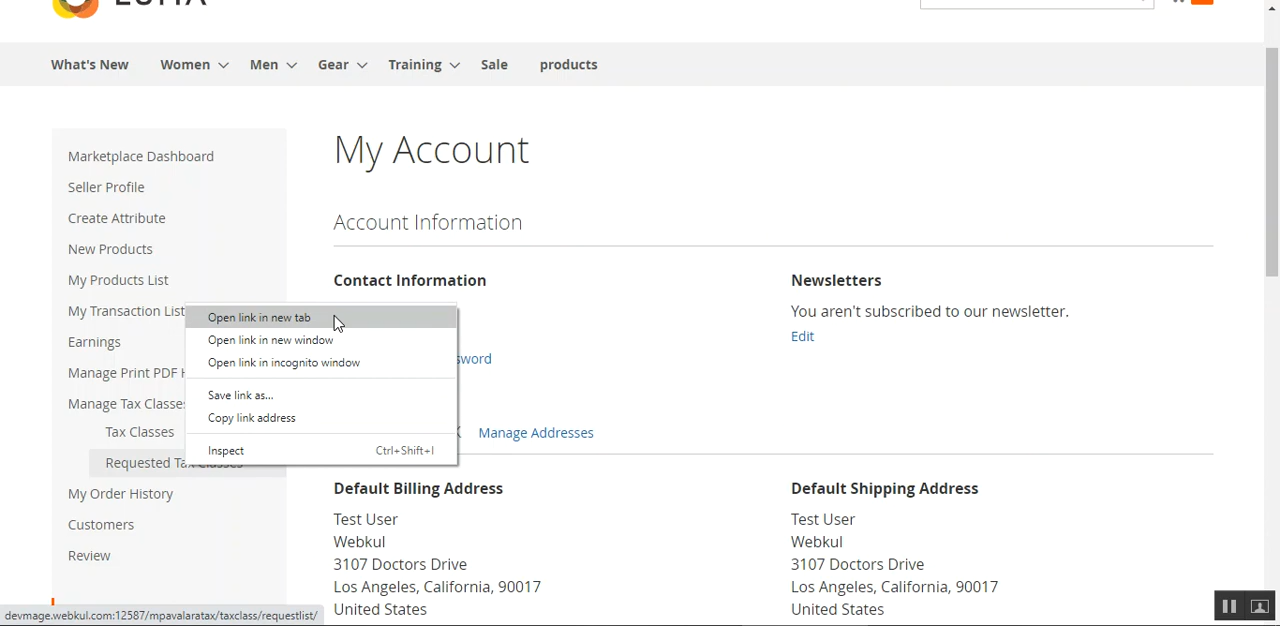 LUMA
What's New Women Men Gear Training Sale products
Marketplace Dashboard
Seller Profile
Create Attribute
New Products
My Products List
My Transaction List
Earnings
Manage Print PDF
Manage Tax Classes
Tax Classes
Requested Tax Classes
My Order History
Customers
Review
Open link in new tab
Open link in new window
Open link in incognito window
Save link as...
Copy link address
Inspect Ctrl+Shift+I
My Account
Account Information
Contact Information
Manage Addresses
Newsletters
You aren't subscribed to our newsletter.
Edit
Default Billing Address
Test User
Webkul
3107 Doctors Drive
Los Angeles, California, 90017
United States
Default Shipping Address
Test User
Webkul
3107 Doctors Drive
Los Angeles, California, 90017
United States
devmage.webkul.com:12587/mpavalaratax/taxclass/requestlist/